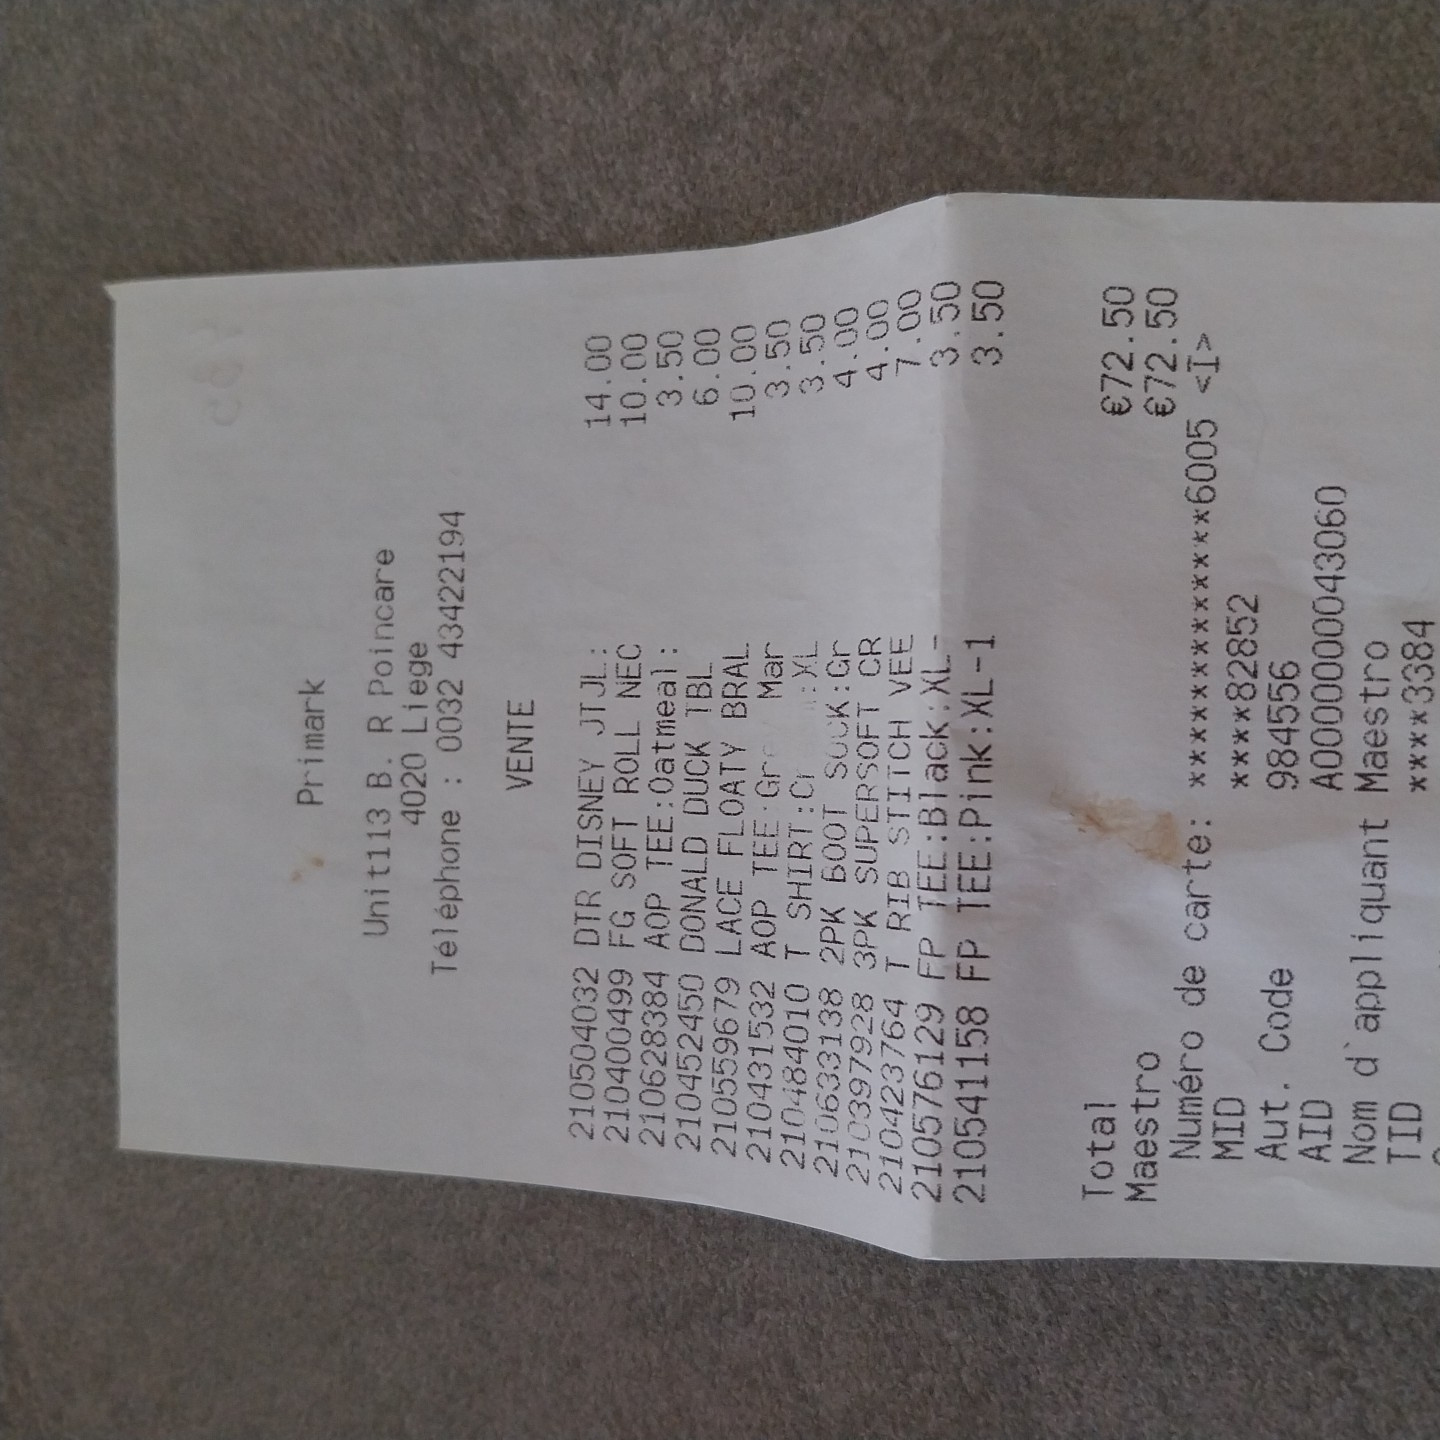 Primark
Unit113 B. R Poincare
4020 Liege
Téléphone : 0032 43422194
VENTE
210504032 DTR DISNEY JTJL: 14.00
210400499 FG SOFT ROLL NEC 10.00
210628384 AOP TEE:Oatmeal: 3.50
210452450 DONALD DUCK TBL 6.00
210559679 LACE FLOATY BRAL 10.00
210431532 AOP TEE: Mar 3.50
210484010 T SHIRT: :XL 3.50
210633138 2PK BOOT SOCK:Gr 4.00
210397928 3PK SUPERSOFT CR 4.00
210423764 T RIB STITCH VEE 7.00
210576129 FP TEE:Black:XL- 3.50
210541158 FP TEE:Pink:XL-1 3.50
Total €72.50
Maestro €72.50
Numéro de carte: ***************6005 <I>
MID ****82852
Aut. Code 984556
AID A0000000043060
Nom d`appliquant Maestro
TID ****3384